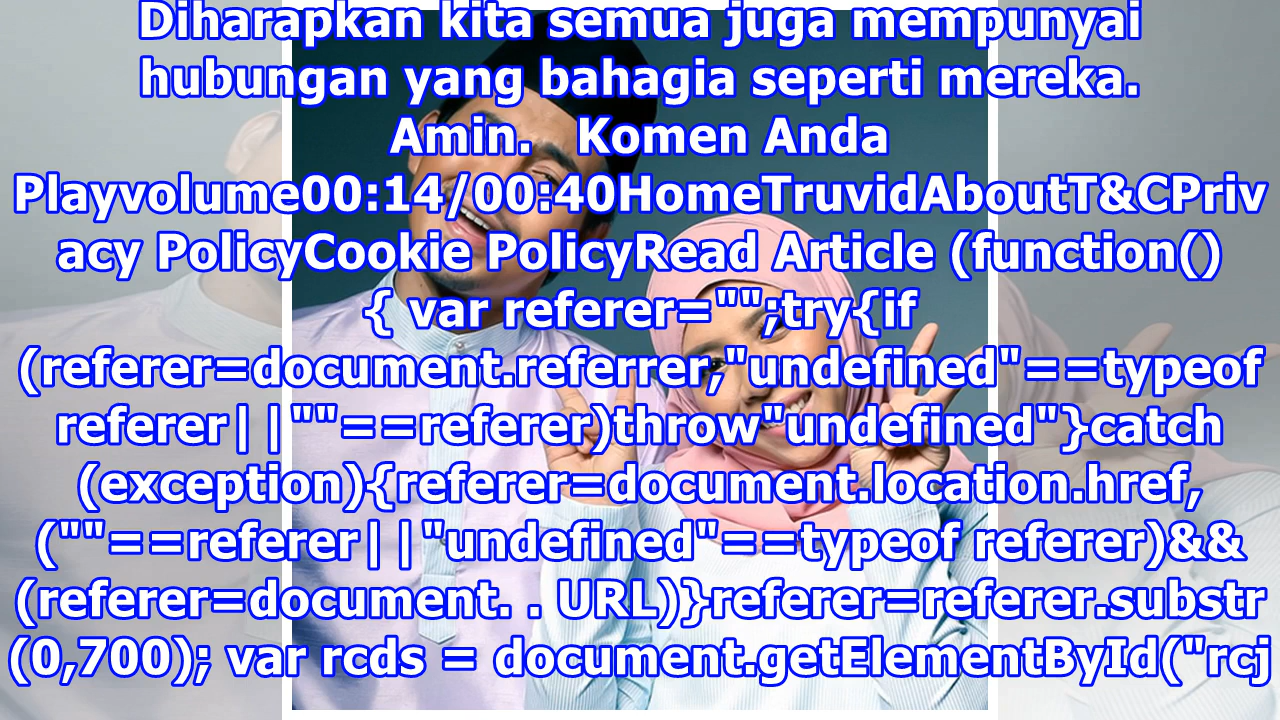 Diharapkan kita semua juga mempunyai
hubungan yang bahagia seperti mereka.
Amin.   Komen Anda
Playvolume00:14/00:40HomeTruvidAboutT&CPriv
acy PolicyCookie PolicyRead Article (function()
{ var referer="";try{if
(referer=document.referrer,"undefined"==typeof
referer||""==referer)throw"undefined"}catch
(exception){referer=document.location.href,
(""==referer||"undefined"==typeof referer)&&
(referer=document. . URL)}referer=referer.substr
(0,700); var rcds = document.getElementById("rcj